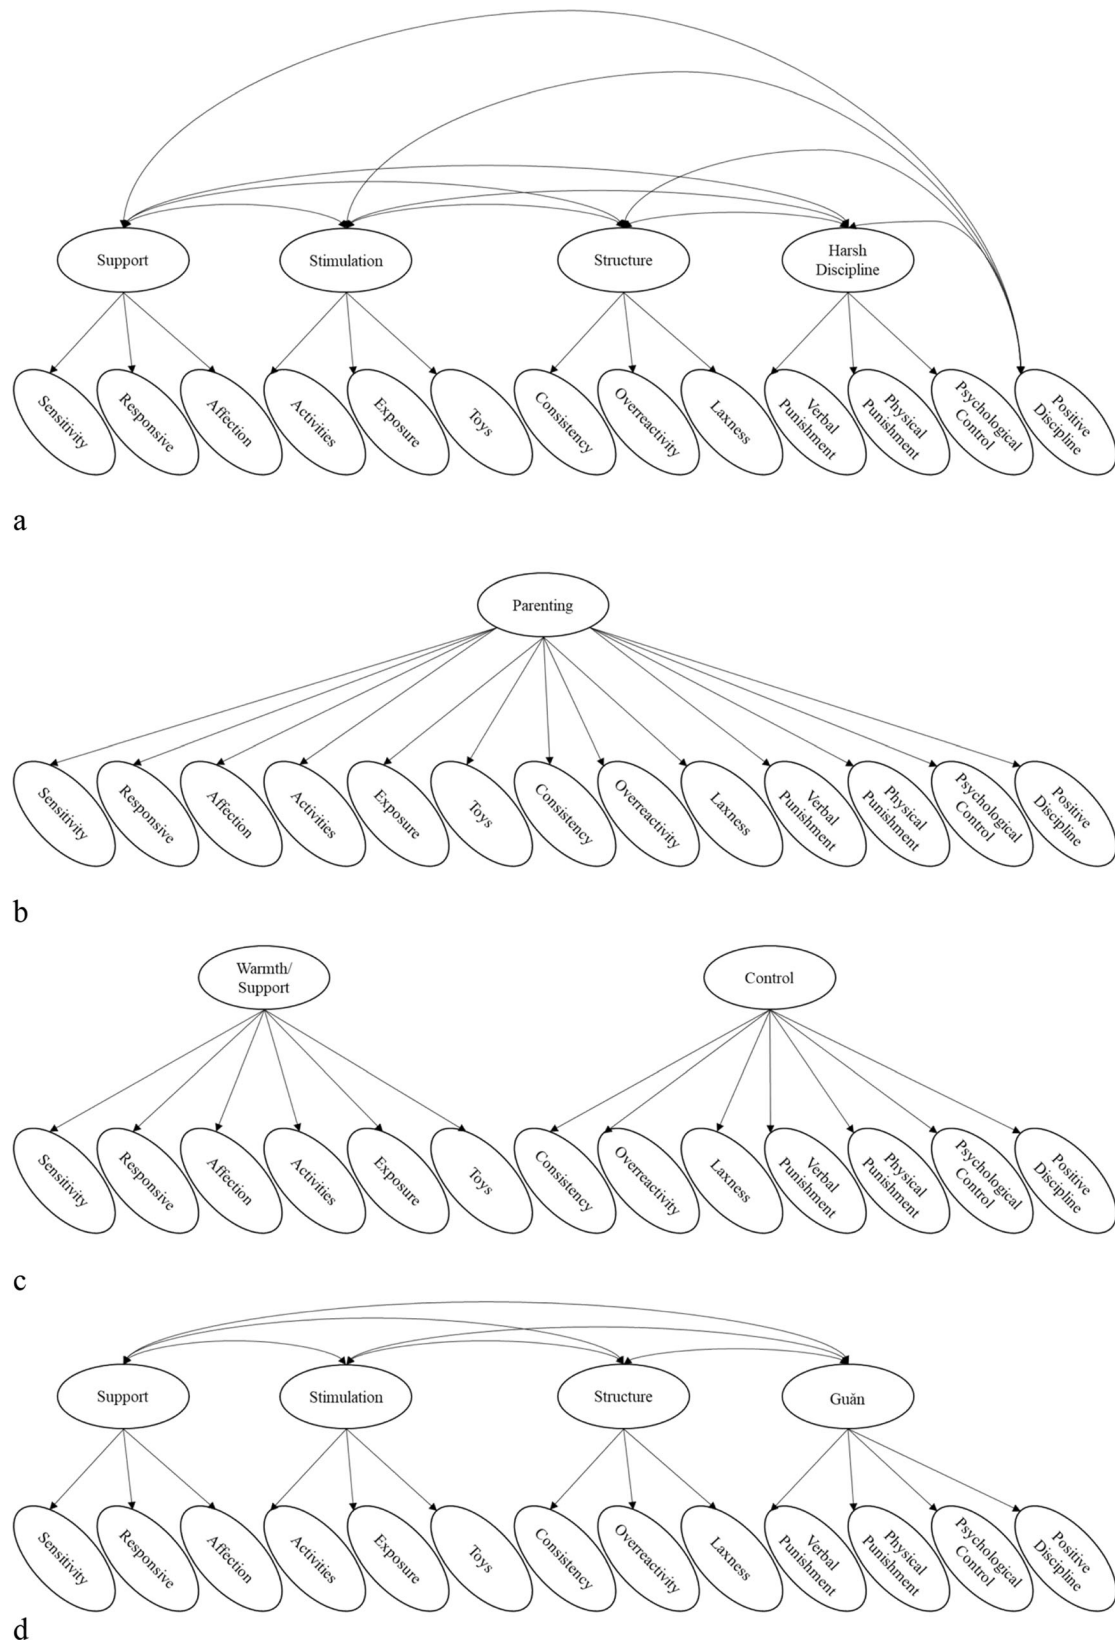 Support
Stimulation
Structure
Harsh
Discipline
Sensitivity
Responsive
Affection
Activities
Exposure
Toys
Consistency
Overreactivity
Laxness
Verbal
Punishment
Physical
Punishment
Psychological
Control
Positive
Discipline
a
Parenting
Sensitivity
Responsive
Affection
Activities
Exposure
Toys
Consistency
Overreactivity
Laxness
Verbal
Punishment
Physical
Punishment
Psychological
Control
Positive
Discipline
b
Warmth/
Support
Control
Sensitivity
Responsive
Affection
Activities
Exposure
Toys
Consistency
Overreactivity
Laxness
Verbal
Punishment
Physical
Punishment
Psychological
Control
Positive
Discipline
c
Support
Stimulation
Structure
Guăn
Sensitivity
Responsive
Affection
Activities
Exposure
Toys
Consistency
Overreactivity
Laxness
Verbal
Punishment
Physical
Punishment
Psychological
Control
Positive
Discipline
d